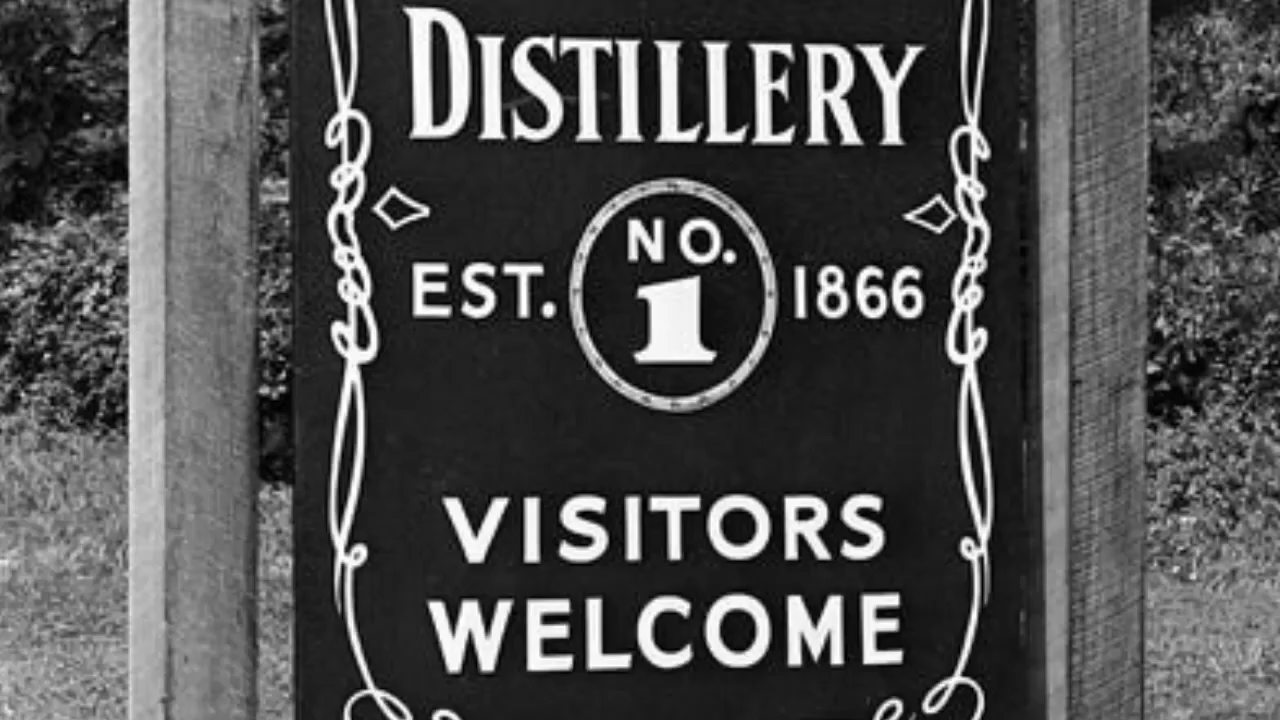 DISTILLERY
NO.
EST. 1 1866
VISITORS
WELCOME